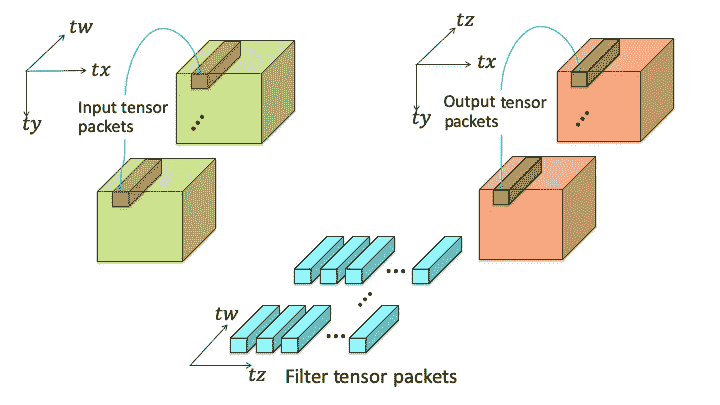 tw
tx
ty
Input tensor
packets
tz
tx
ty
Output tensor
packets
tw
tz
Filter tensor packets